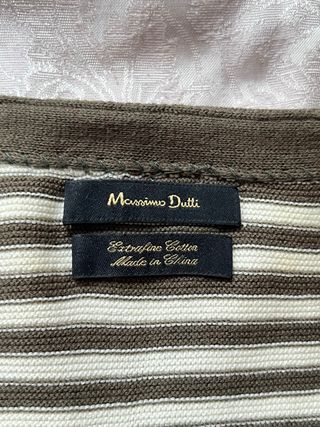 Massimo Dutti
Extrafine Cotton
Made in China